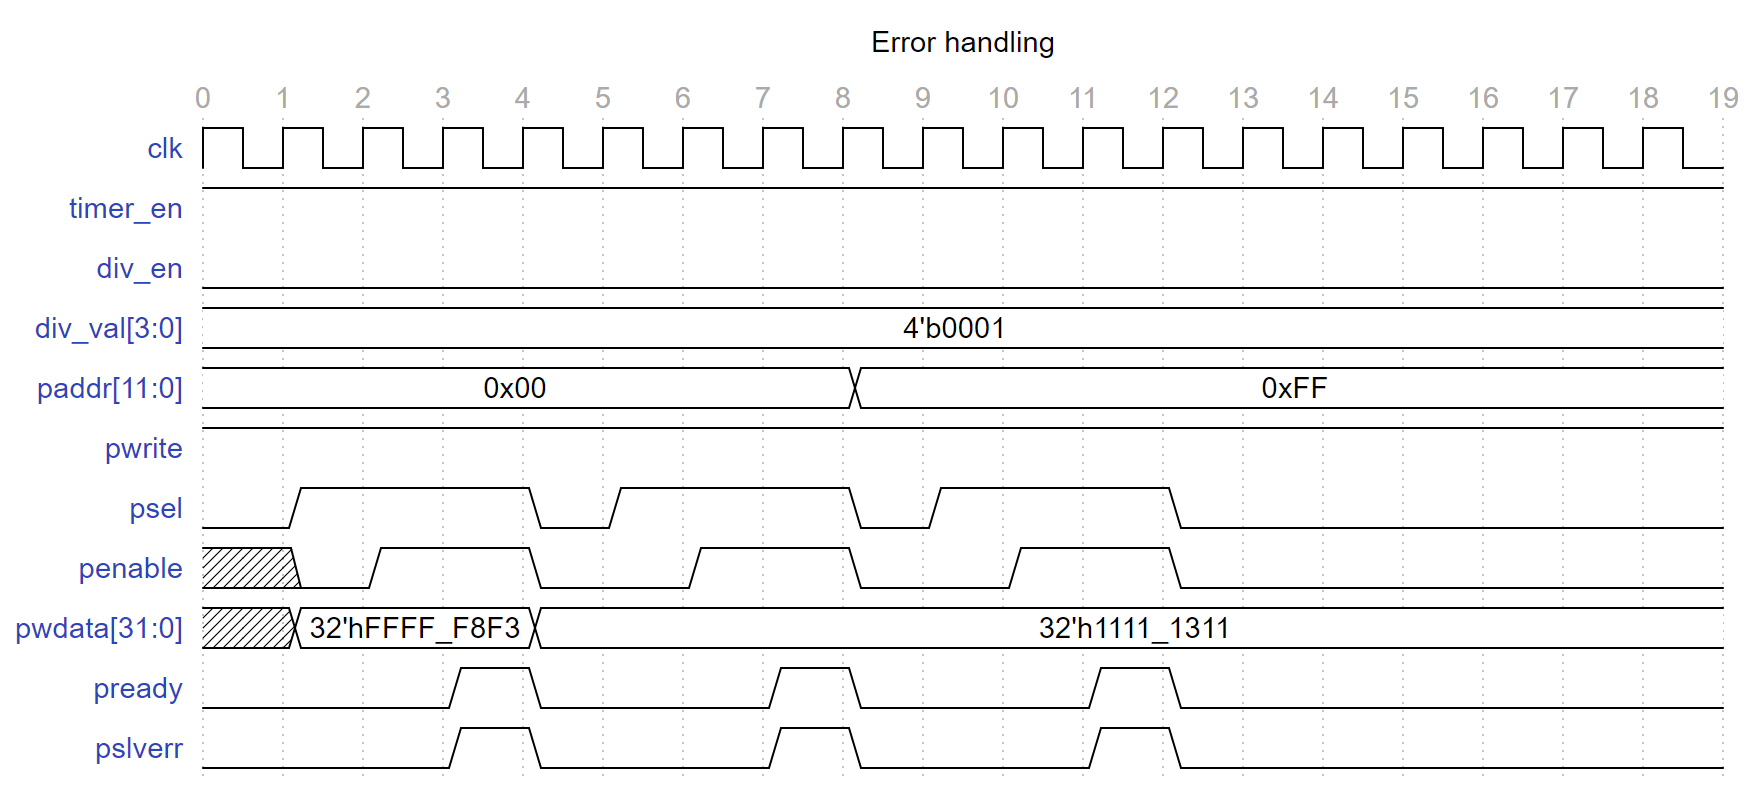 Error handling
0 1 2 3 4 5 6 7 8 9 10 11 12 13 14 15 16 17 18 19
clk
timer_en
div_en
div_val[3:0] 4'b0001
paddr[11:0] 0x00 0xFF
pwrite
psel
penable
pwdata[31:0] 32'hFFFF_F8F3 32'h1111_1311
pready
pslverr